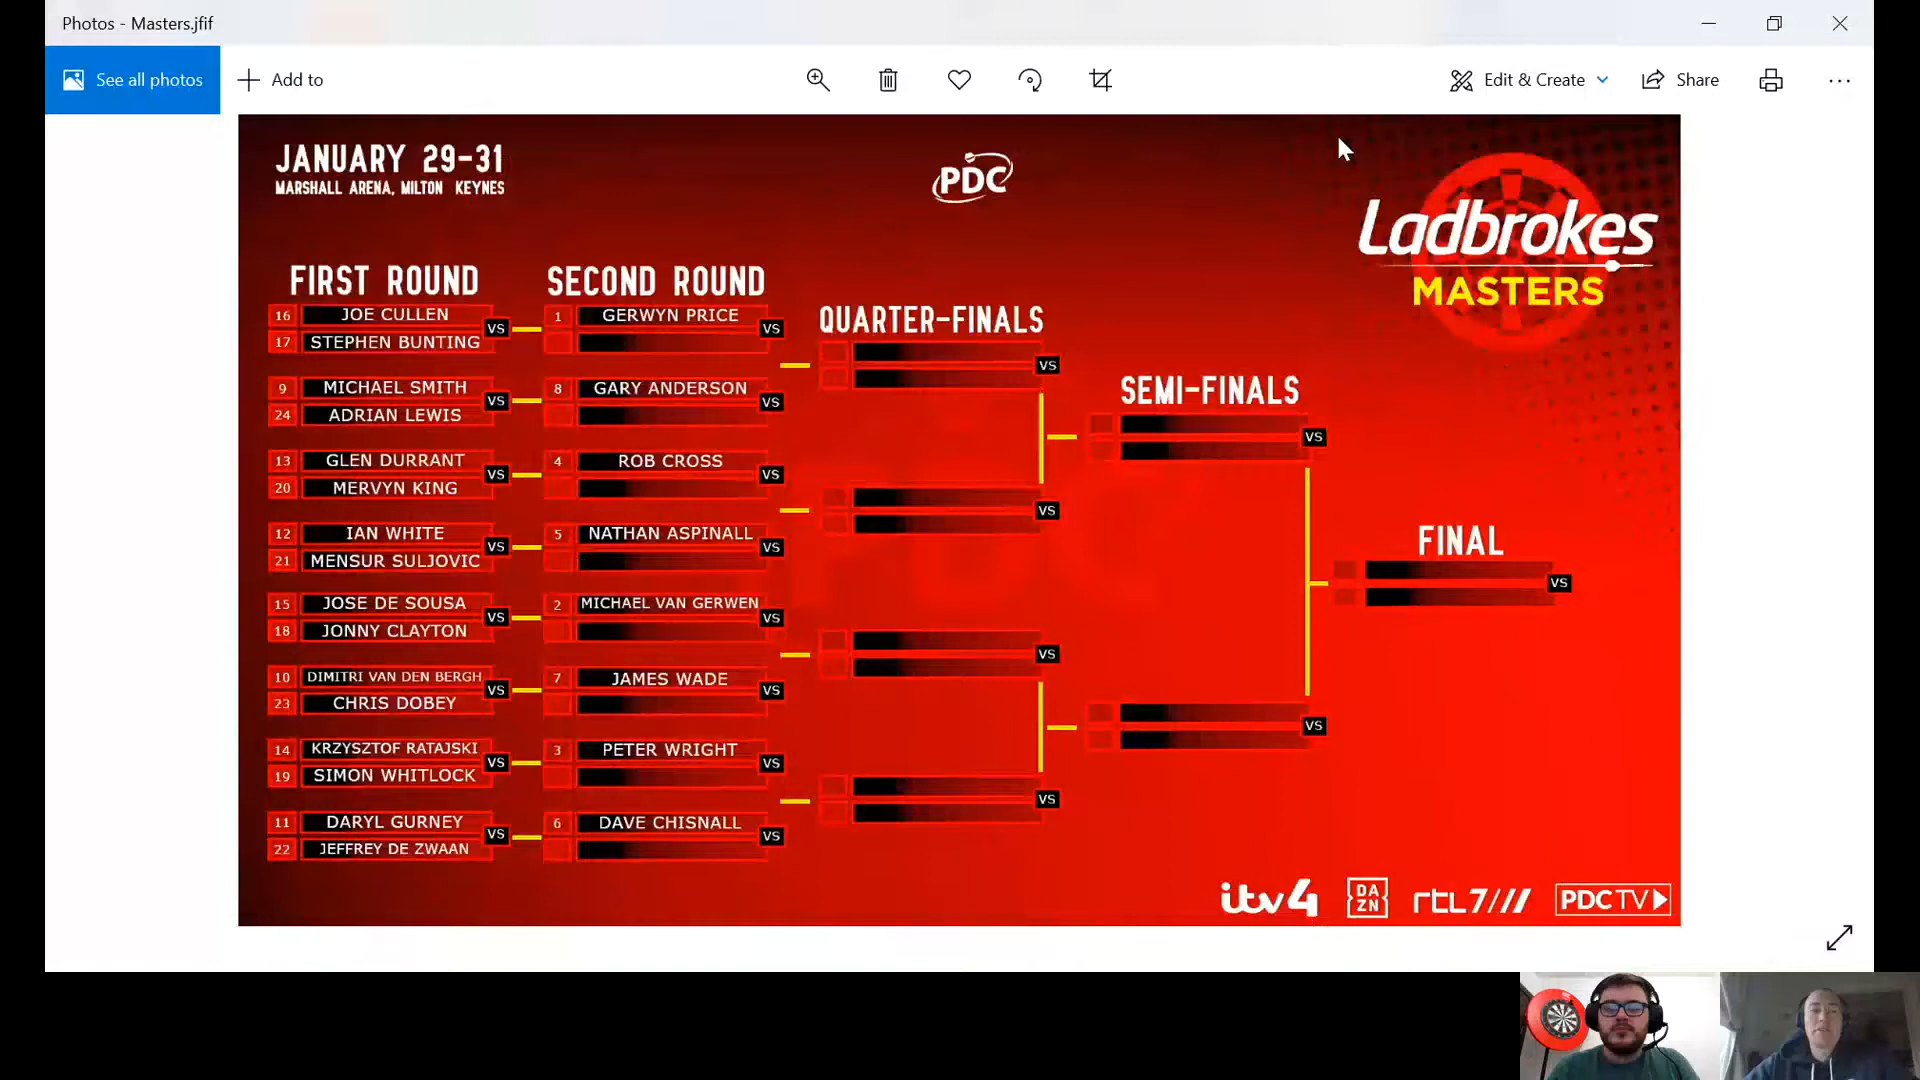 Photos - Masters.jfif
See all photos
Add to
Edit & Create
Share
JANUARY 29-31
MARSHALL ARENA, MILTON KEYNES
PDC
Ladbrokes
MASTERS
FIRST ROUND
SECOND ROUND
QUARTER-FINALS
SEMI-FINALS
FINAL
16 JOE CULLEN
VS
17 STEPHEN BUNTING
1 GERWYN PRICE
VS
9 MICHAEL SMITH
VS
24 ADRIAN LEWIS
8 GARY ANDERSON
VS
13 GLEN DURRANT
VS
20 MERVYN KING
4 ROB CROSS
VS
12 IAN WHITE
VS
21 MENSUR SULJOVIC
5 NATHAN ASPINALL
VS
15 JOSE DE SOUSA
VS
18 JONNY CLAYTON
2 MICHAEL VAN GERWEN
VS
10 DIMITRI VAN DEN BERGH
VS
23 CHRIS DOBEY
7 JAMES WADE
VS
14 KRZYSZTOF RATAJSKI
VS
19 SIMON WHITLOCK
3 PETER WRIGHT
VS
11 DARYL GURNEY
VS
22 JEFFREY DE ZWAAN
6 DAVE CHISNALL
VS
VS
VS
VS
VS
VS
VS
VS
itv4
DA
ZN
rtL 7
PDCTV